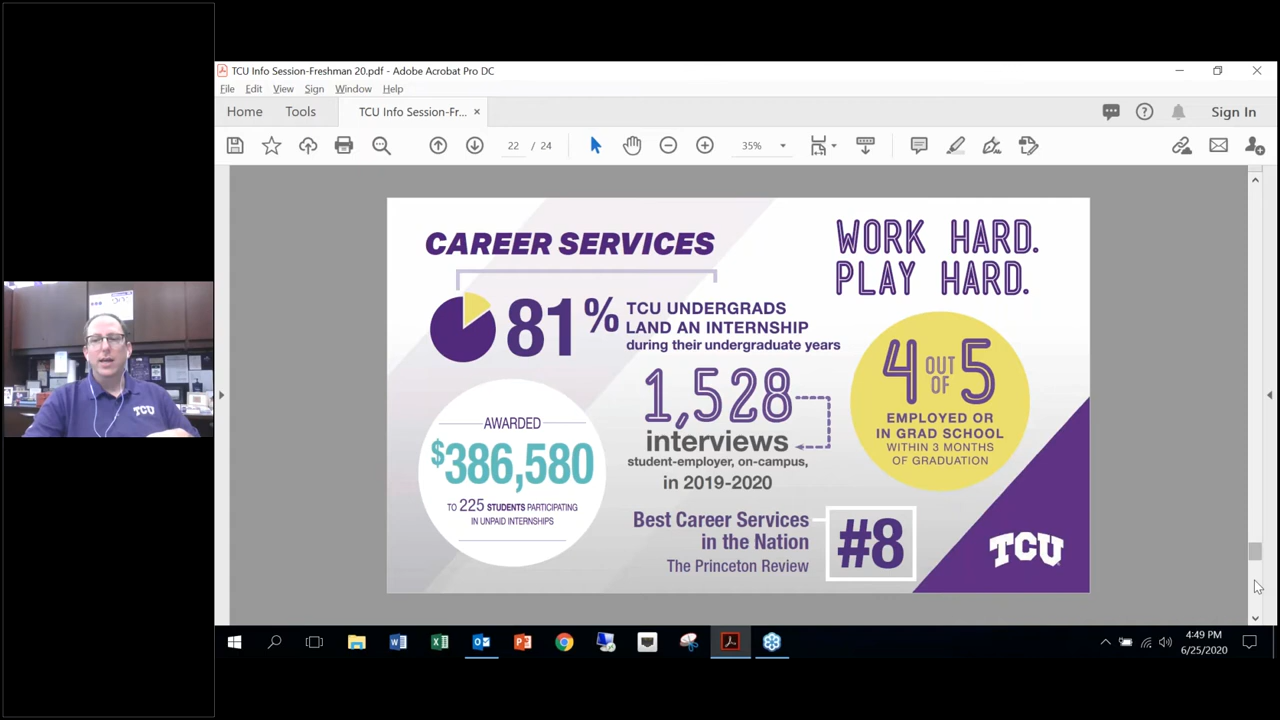 TCU Info Session-Freshman 20.pdf - Adobe Acrobat Pro DC
File Edit View Sign Window Help
Home Tools TCU Info Session-Fr... × Sign In
22 / 24 35%
CAREER SERVICES
WORK HARD.
PLAY HARD.
81% TCU UNDERGRADS
LAND AN INTERNSHIP
during their undergraduate years
1,528
interviews
student-employer, on-campus,
in 2019-2020
4 OUT OF 5
EMPLOYED OR
IN GRAD SCHOOL
WITHIN 3 MONTHS
OF GRADUATION
AWARDED
$386,580
TO 225 STUDENTS PARTICIPATING
IN UNPAID INTERNSHIPS
Best Career Services
in the Nation
The Princeton Review
#8
TCU
TCU
4:49 PM
6/25/2020